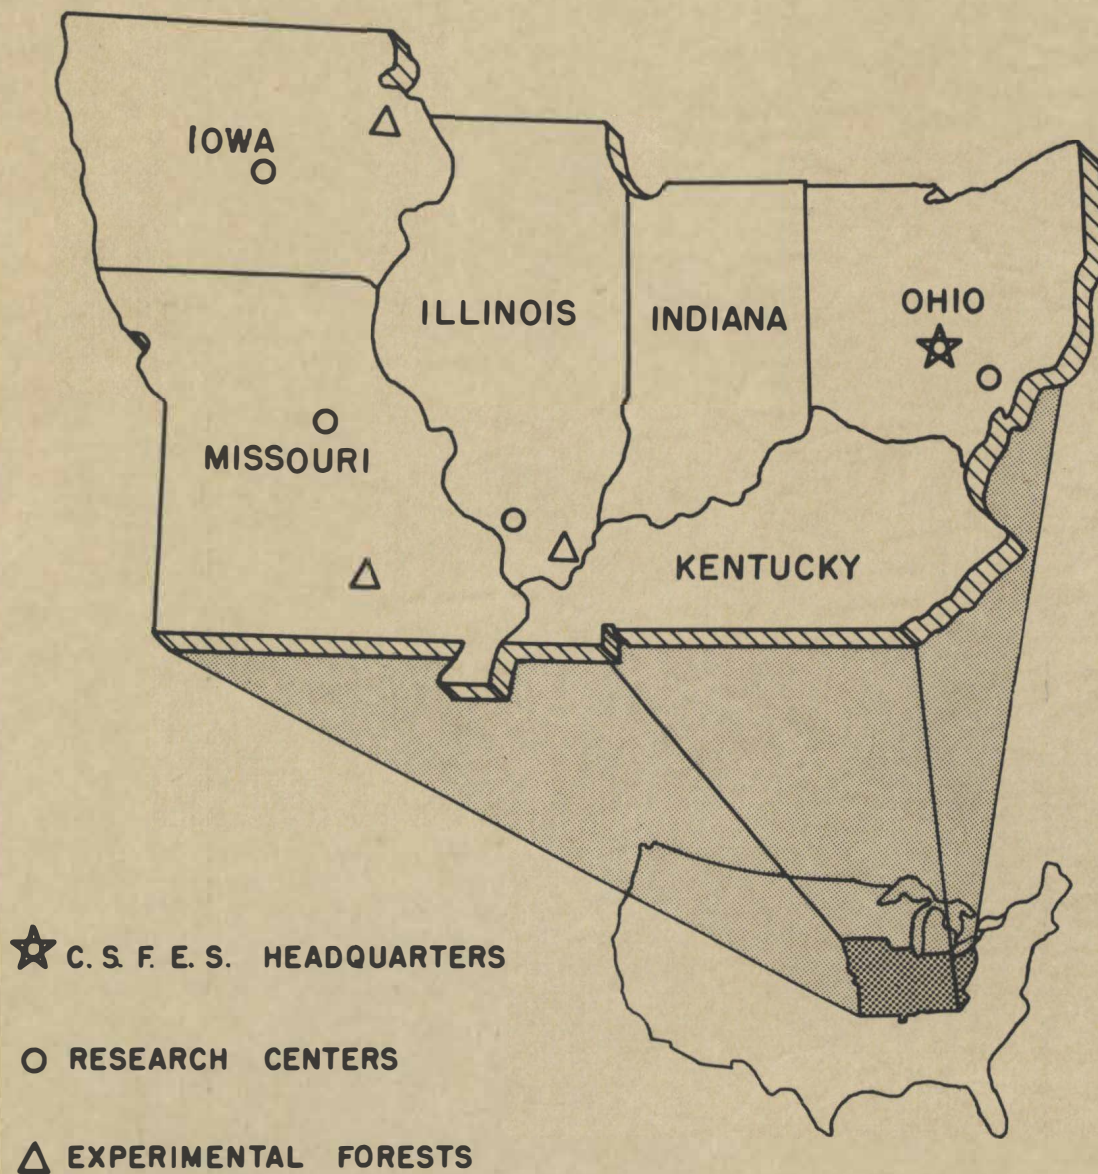 IOWA
ILLINOIS
INDIANA
OHIO
MISSOURI
KENTUCKY
C. S. F. E. S. HEADQUARTERS
RESEARCH CENTERS
EXPERIMENTAL FORESTS